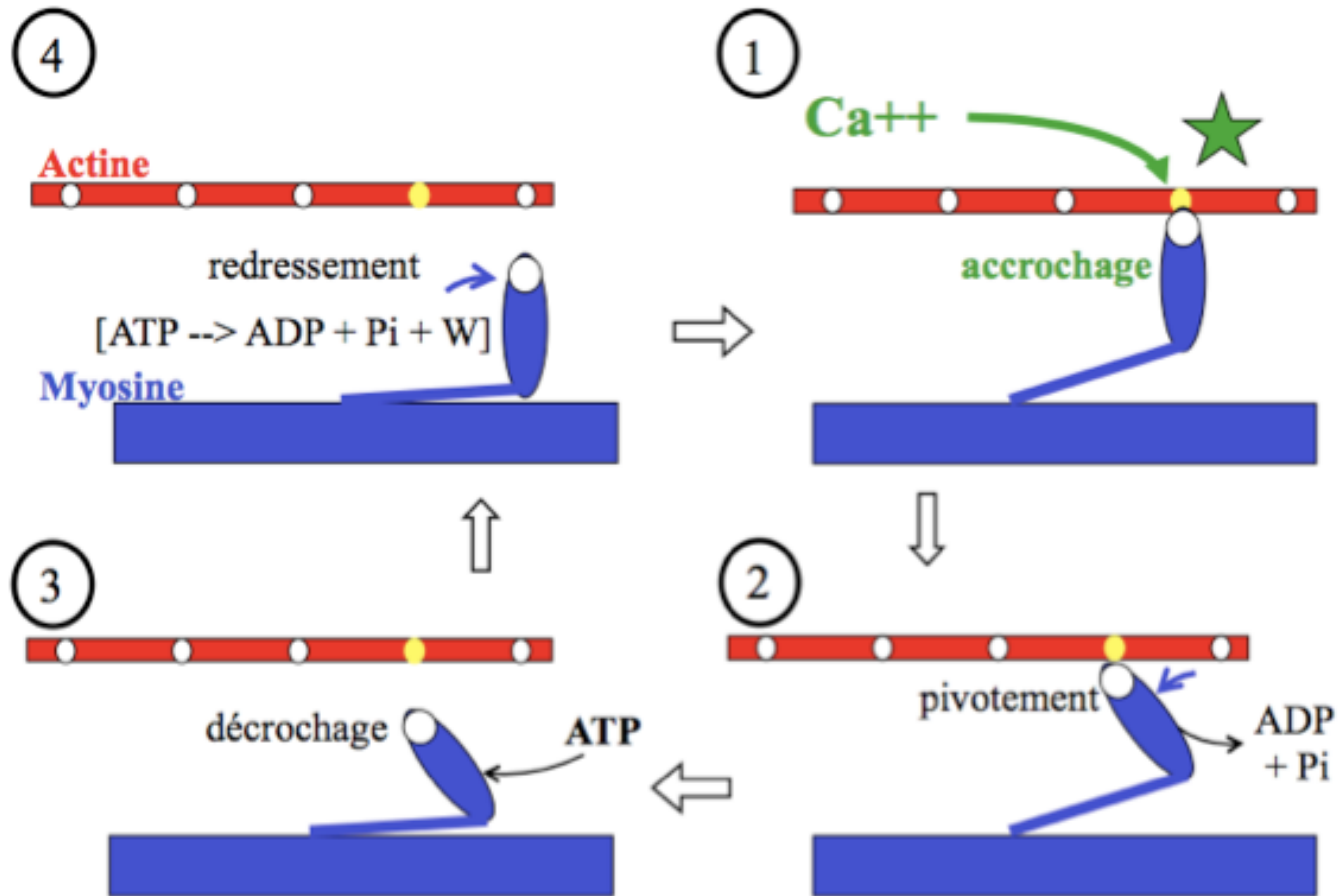 4
Actine
redressement
[ATP --> ADP + Pi + W]
Myosine
1
Ca++
accrochage
3
décrochage
ATP
2
pivotement
ADP
+ Pi